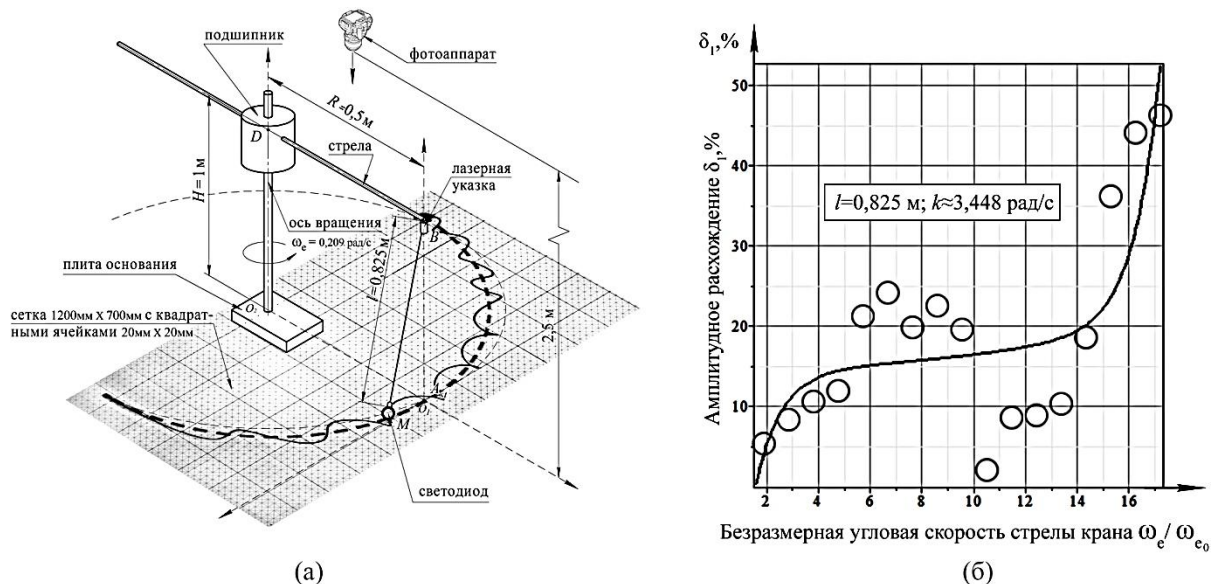 подшипник
фотоаппарат
R=0,5м
D
стрела
лазерная
указка
H=1м
ось вращения
ωe = 0,209 рад/с
B
l=0,825 м
плита основания
O2
сетка 1200мм X 700мм с квадрат-
ными ячейками 20мм X 20мм
2,5 м
A
O1
M
светодиод
(а)
δ1,%
50
40
30
20
10
Амплитудное расхождение δ1,%
l=0,825 м; k≈3,448 рад/с
2 4 6 8 10 12 14 16
Безразмерная угловая скорость стрелы крана ωe/ ωe0
(б)